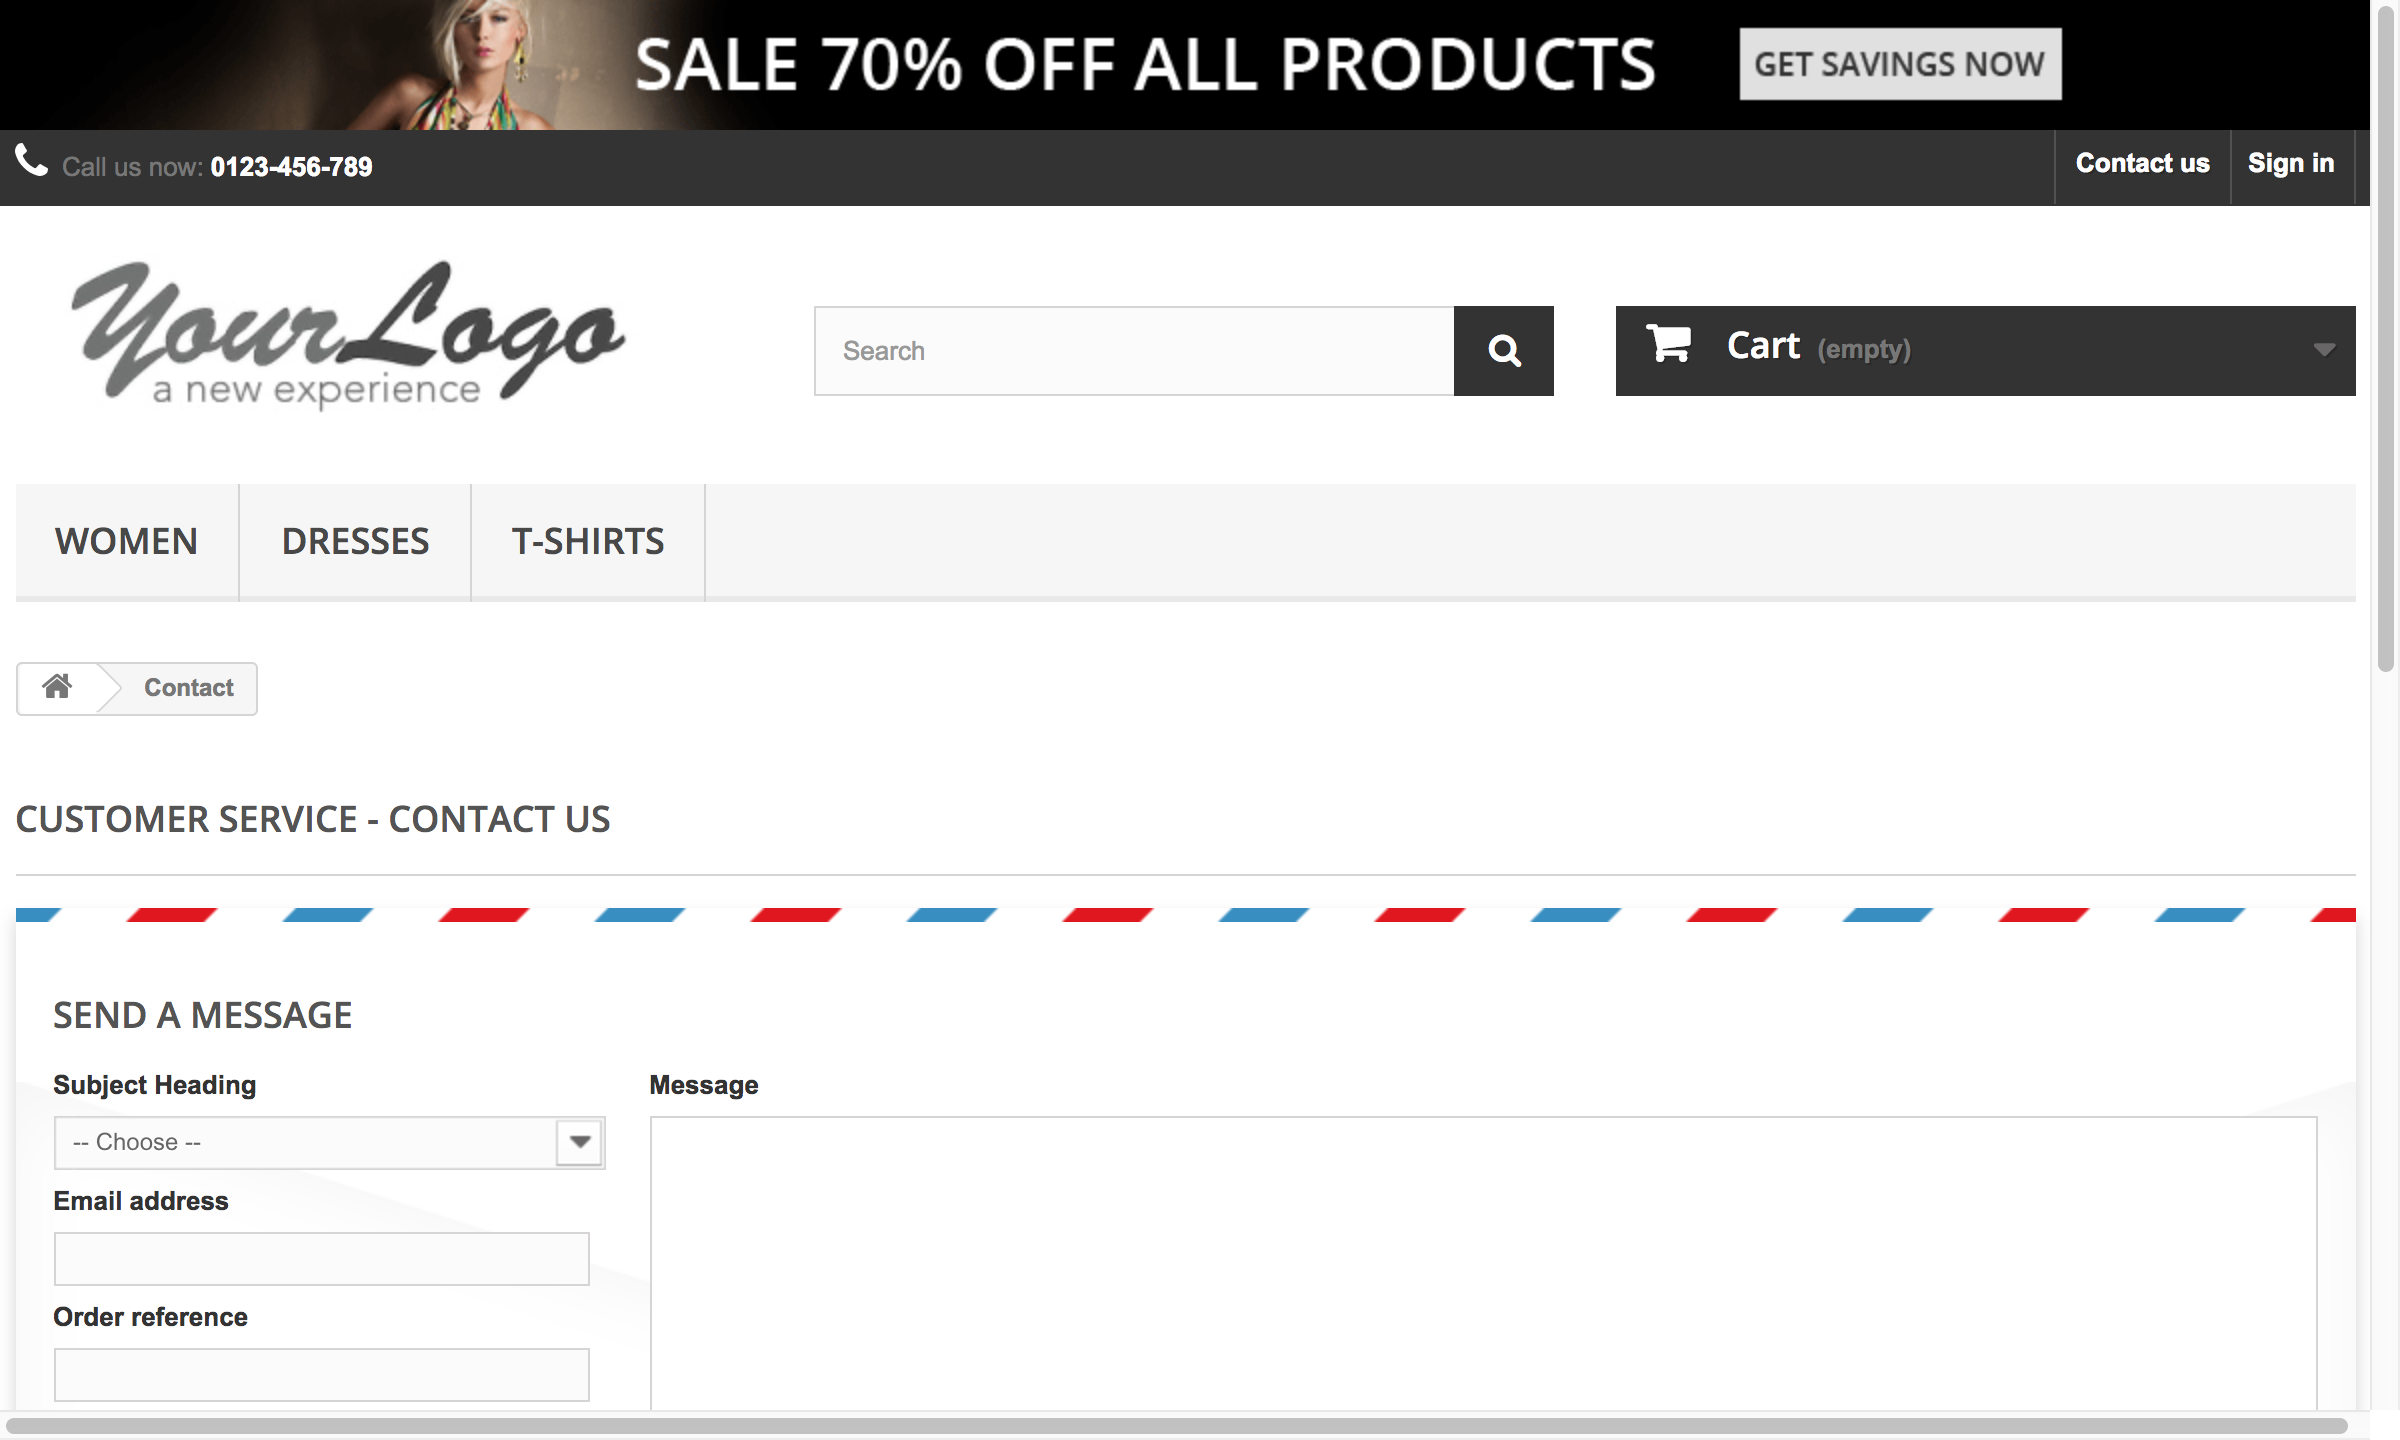 SALE 70% OFF ALL PRODUCTS
GET SAVINGS NOW
Call us now: 0123-456-789
Contact us
Sign in
YourLogo
a new experience
Search
Cart (empty)
WOMEN
DRESSES
T-SHIRTS
Contact
CUSTOMER SERVICE - CONTACT US
SEND A MESSAGE
Subject Heading
-- Choose --
Email address
Order reference
Message